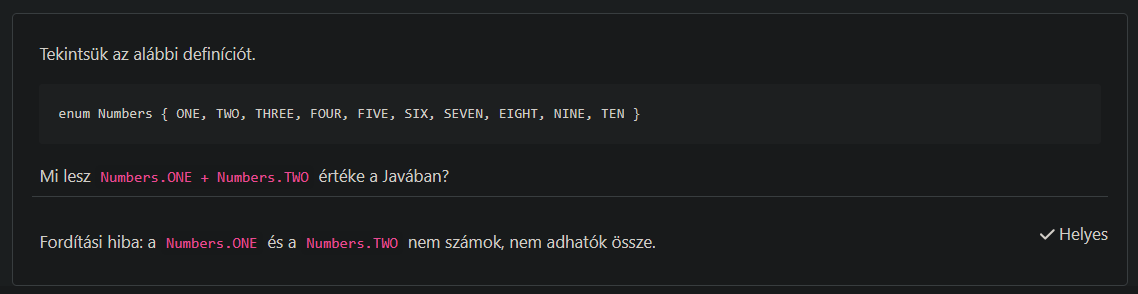 Tekintsük az alábbi definíciót.
enum Numbers { ONE, TWO, THREE, FOUR, FIVE, SIX, SEVEN, EIGHT, NINE, TEN }
Mi lesz Numbers.ONE + Numbers.TWO értéke a Javában?
Fordítási hiba: a Numbers.ONE és a Numbers.TWO nem számok, nem adhatók össze.
✓ Helyes